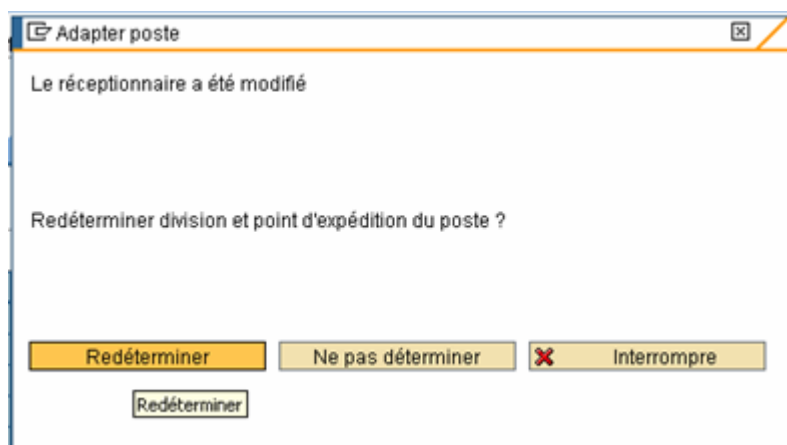 Adapter poste
Le réceptionnaire a été modifié
Redéterminer division et point d'expédition du poste ?
Redéterminer
Ne pas déterminer
Interrompre
Redéterminer